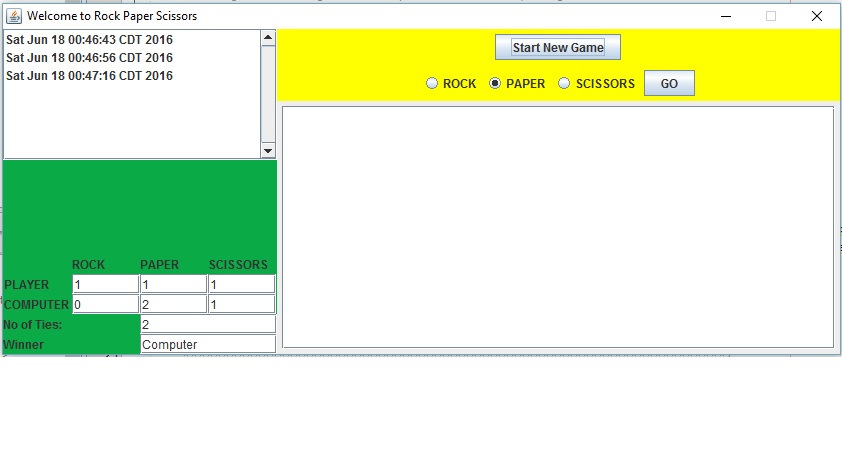 Welcome to Rock Paper Scissors
Sat Jun 18 00:46:43 CDT 2016
Sat Jun 18 00:46:56 CDT 2016
Sat Jun 18 00:47:16 CDT 2016
Start New Game
ROCK PAPER SCISSORS GO
ROCK PAPER SCISSORS
PLAYER 1 1 1
COMPUTER 0 2 1
No of Ties: 2
Winner Computer